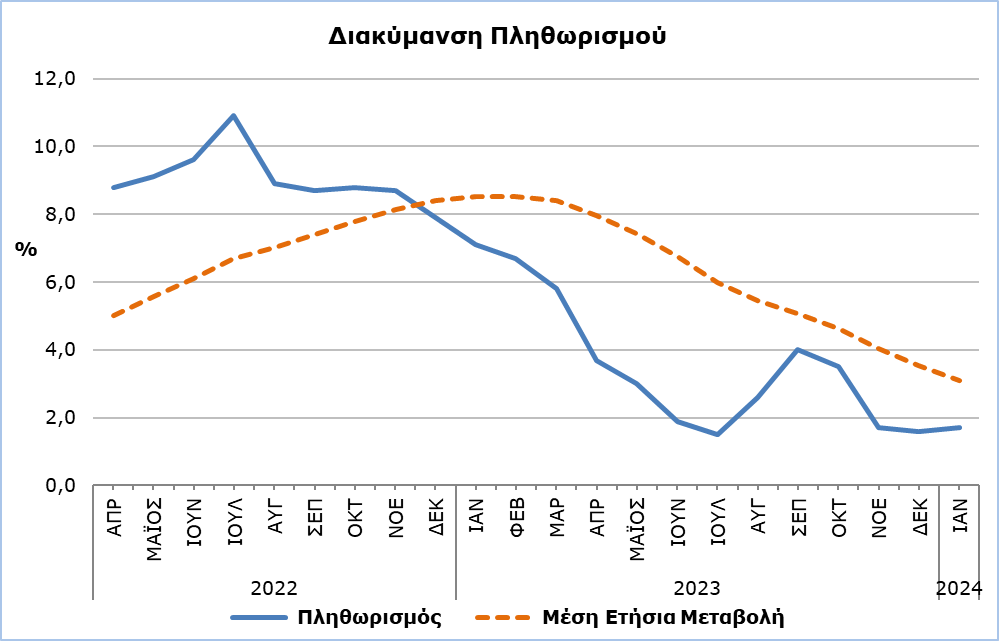 Διακύμανση Πληθωρισμού
12,0
10,0
8,0
%
6,0
4,0
2,0
0,0
ΑΠΡ ΜΑΪΟΣ ΙΟΥΝ ΙΟΥΛ ΑΥΓ ΣΕΠ ΟΚΤ ΝΟΕ ΔΕΚ ΙΑΝ ΦΕΒ ΜΑΡ ΑΠΡ ΜΑΪΟΣ ΙΟΥΝ ΙΟΥΛ ΑΥΓ ΣΕΠ ΟΚΤ ΝΟΕ ΔΕΚ ΙΑΝ
2022 2023 2024
Πληθωρισμός Μέση Ετήσια Μεταβολή